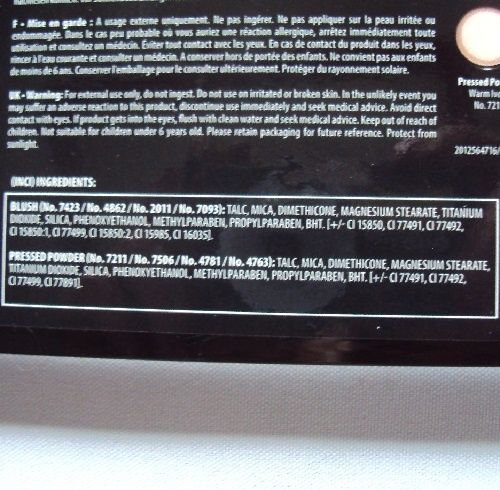 F - Mise en garde : A usage externe uniquement. Ne pas ingérer. Ne pas appliquer sur la peau irritée ou
endommagée. Dans le cas peu probable où vous auriez une réaction allergique, arrêtez immédiatement toute
utilisation et consultez un médecin. Eviter tout contact avec les yeux. En cas de contact du produit dans les yeux,
rincer à l'eau courante et consulter un médecin. A conserver hors de portée des enfants. Ne convient pas aux enfants
de moins de 6 ans. Conserver l'emballage pour le consulter ultérieurement. Protéger du rayonnement solaire.
UK - Warning: For external use only, do not ingest. Do not use on irritated or broken skin. In the unlikely event you
may suffer an adverse reaction to this product, discontinue use immediately and seek medical advice. Avoid direct
contact with eyes. If product gets into the eyes, flush with clean water and seek medical advice. Keep out of reach of
children. Not suitable for children under 6 years old. Please retain packaging for future reference. Protect from
sunlight.
Pressed Po
Warm Ivo
No. 721
2012564716/
(INCI) INGREDIENTS:
BLUSH (No. 7423 / No. 4862 / No. 2011 / No. 7093): TALC, MICA, DIMETHICONE, MAGNESIUM STEARATE, TITANIUM
DIOXIDE, SILICA, PHENOXYETHANOL, METHYLPARABEN, PROPYLPARABEN, BHT. [+/- CI 15850, CI 77491, CI 77492,
CI 15850:1, CI 77499, CI 15850:2, CI 15985, CI 16035].
PRESSED POWDER (No. 7211 / No. 7506 / No. 4781 / No. 4763): TALC, MICA, DIMETHICONE, MAGNESIUM STEARATE,
TITANIUM DIOXIDE, SILICA, PHENOXYETHANOL, METHYLPARABEN, PROPYLPARABEN, BHT. [+/- CI 77491, CI 77492,
CI 77499, CI 77891].